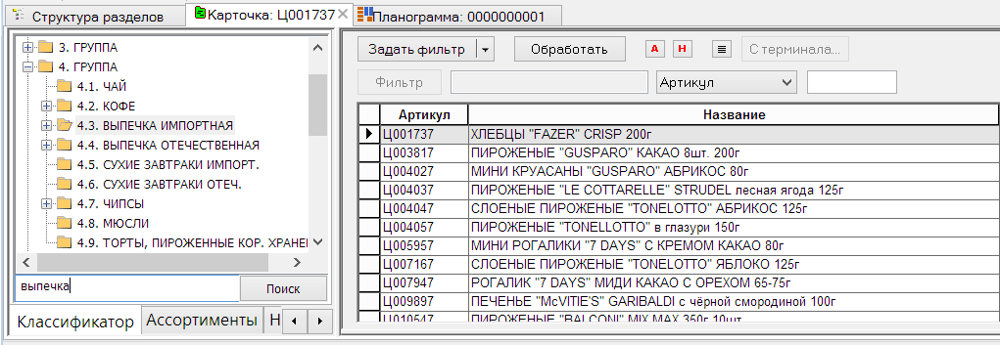 Структура разделов
Карточка: Ц001737
Планограмма: 0000000001
3. ГРУППА
4. ГРУППА
4.1. ЧАЙ
4.2. КОФЕ
4.3. ВЫПЕЧКА ИМПОРТНАЯ
4.4. ВЫПЕЧКА ОТЕЧЕСТВЕННАЯ
4.5. СУХИЕ ЗАВТРАКИ ИМПОРТ.
4.6. СУХИЕ ЗАВТРАКИ ОТЕЧ.
4.7. ЧИПСЫ
4.8. МЮСЛИ
4.9. ТОРТЫ, ПИРОЖЕННЫЕ КОР. ХРАНЕ
выпечка
Поиск
Классификатор
Ассортименты
Н
Задать фильтр
Обработать
А
Н
С терминала...
Фильтр
Артикул
Артикул Название
Ц001737 ХЛЕБЦЫ "FAZER" CRISP 200г
Ц003817 ПИРОЖЕНЫЕ "GUSPARO" КАКАО 8шт. 200г
Ц004027 МИНИ КРУАСАНЫ "GUSPARO" АБРИКОС 80г
Ц004037 ПИРОЖЕНЫЕ "LE COTTARELLE" STRUDEL лесная ягода 125г
Ц004047 СЛОЕНЫЕ ПИРОЖЕНЫЕ "TONELOTTO" АБРИКОС 125г
Ц004057 ПИРОЖЕНЫЕ "TONELLOTTO" в глазури 150г
Ц005957 МИНИ РОГАЛИКИ "7 DAYS" С КРЕМОМ КАКАО 80г
Ц007167 СЛОЕНЫЕ ПИРОЖЕНЫЕ "TONELOTTO" ЯБЛОКО 125г
Ц007947 РОГАЛИК "7 DAYS" МИДИ КАКАО С ОРЕХОМ 65-75г
Ц009897 ПЕЧЕНЬЕ "McVITIE'S" GARIBALDI с чёрной смородиной 100г
Ц010547 ПИРОЖЕНЫЕ "BALCONI" MIX MAX 350г 10шт